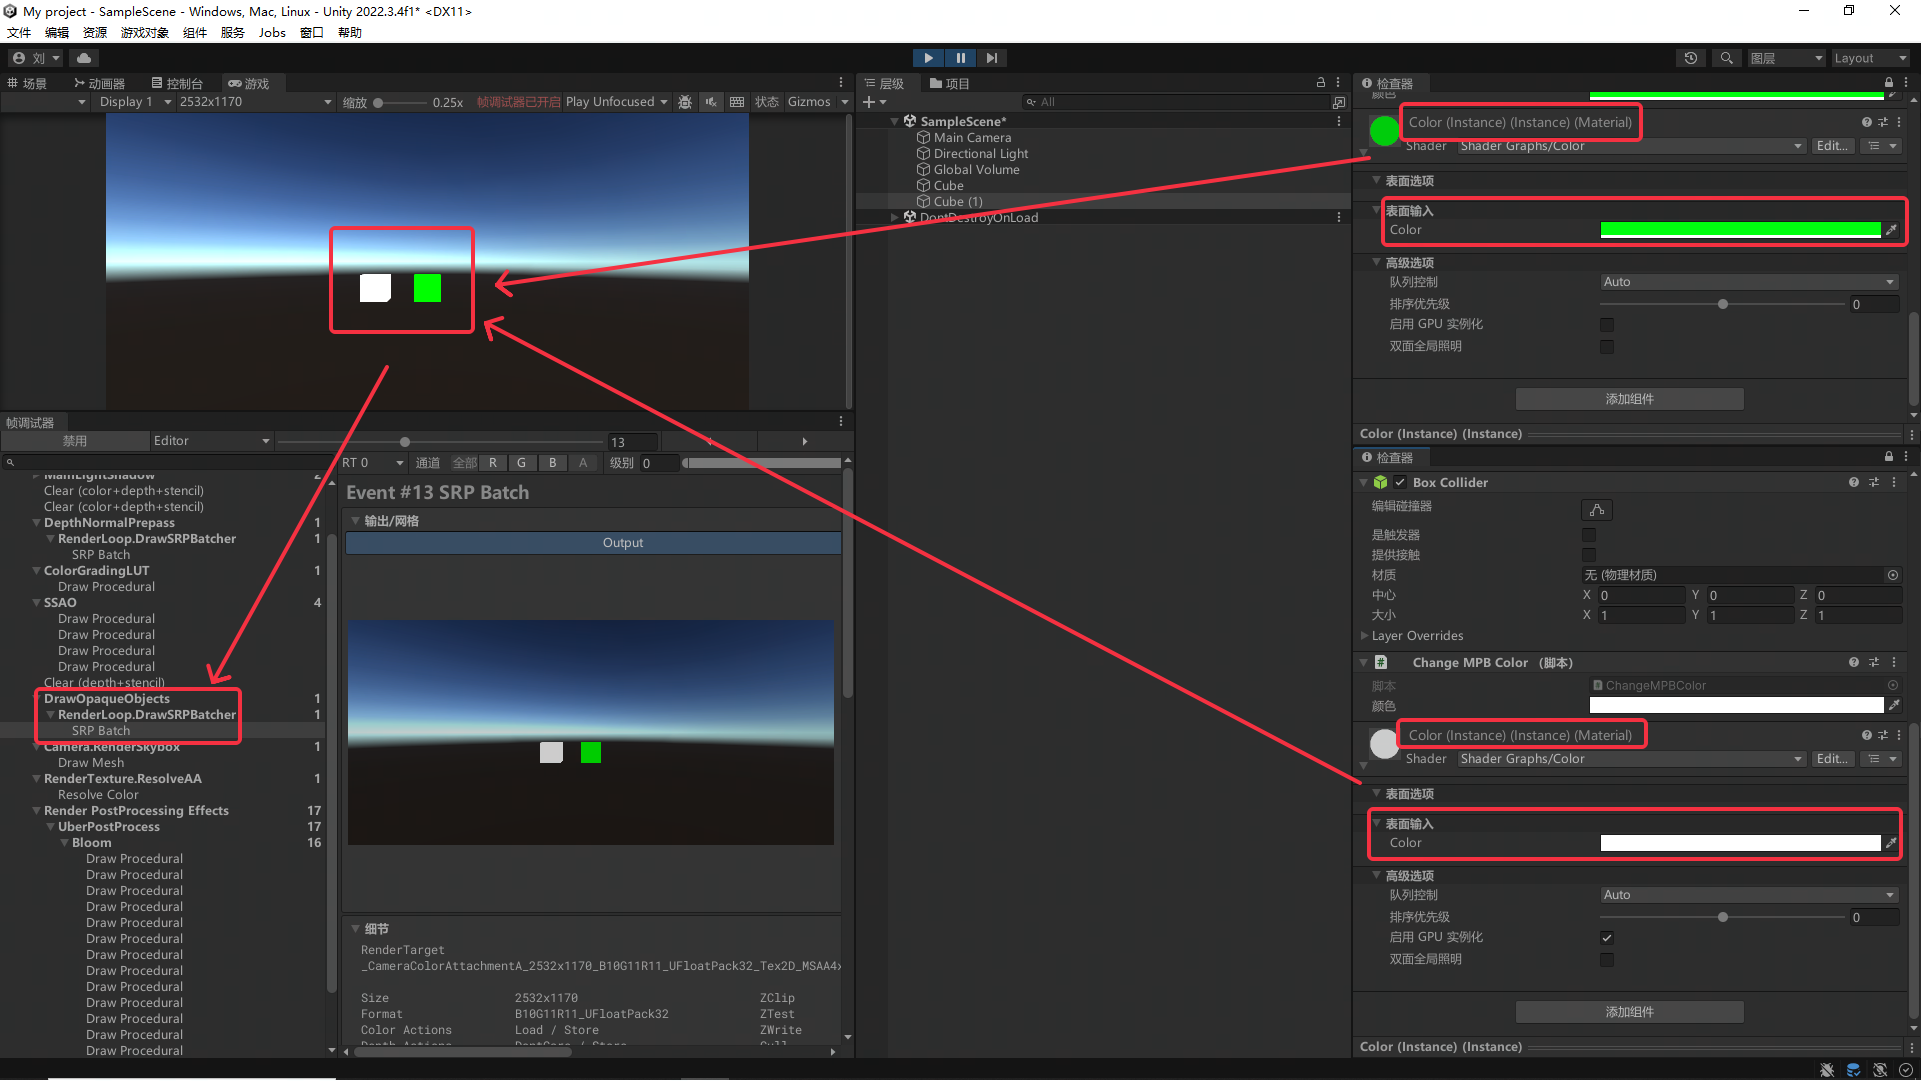 My project - SampleScene - Windows, Mac, Linux - Unity 2022.3.4f1* <DX11>
文件 编辑 资源 游戏对象 组件 服务 Jobs 窗口 帮助
刘
图层 Layout
场景 动画器 控制台 游戏
Display 1 2532x1170 缩放 0.25x 帧调试器已开启 Play Unfocused 状态 Gizmos
层级 项目
All
SampleScene*
Main Camera
Directional Light
Global Volume
Cube
Cube (1)
DontDestroyOnLoad
帧调试器
禁用 Editor 13
RT 0 通道 全部 R G B A 级别 0
MainLightShadow 2
Clear (color+depth+stencil)
Clear (color+depth+stencil)
DepthNormalPrepass 1
RenderLoop.DrawSRPBatcher 1
SRP Batch
ColorGradingLUT 1
Draw Procedural
SSAO 4
Draw Procedural
Draw Procedural
Draw Procedural
Draw Procedural
Clear (depth+stencil)
DrawOpaqueObjects 1
RenderLoop.DrawSRPBatcher 1
SRP Batch
Camera.RenderSkybox 1
Draw Mesh
RenderTexture.ResolveAA 1
Resolve Color
Render PostProcessing Effects 17
UberPostProcess 17
Bloom 16
Draw Procedural
Draw Procedural
Draw Procedural
Draw Procedural
Draw Procedural
Draw Procedural
Draw Procedural
Draw Procedural
Draw Procedural
Draw Procedural
Draw Procedural
Draw Procedural
Draw Procedural
Event #13 SRP Batch
输出/网格
Output
细节
RenderTarget
_CameraColorAttachmentA_2532x1170_B10G11R11_UFloatPack32_Tex2D_MSAA4x
Size 2532x1170 ZClip
Format B10G11R11_UFloatPack32 ZTest
Color Actions Load / Store ZWrite
检查器
颜色
Color (Instance) (Instance) (Material)
Shader Shader Graphs/Color Edit...
表面选项
表面输入
Color
高级选项
队列控制 Auto
排序优先级 0
启用 GPU 实例化
双面全局照明
添加组件
Color (Instance) (Instance)
检查器
Box Collider
编辑碰撞器
是触发器
提供接触
材质 无 (物理材质)
中心 X 0 Y 0 Z 0
大小 X 1 Y 1 Z 1
Layer Overrides
# Change MPB Color （脚本）
脚本 ChangeMPBColor
颜色
Color (Instance) (Instance) (Material)
Shader Shader Graphs/Color Edit...
表面选项
表面输入
Color
高级选项
队列控制 Auto
排序优先级 0
启用 GPU 实例化
双面全局照明
添加组件
Color (Instance) (Instance)